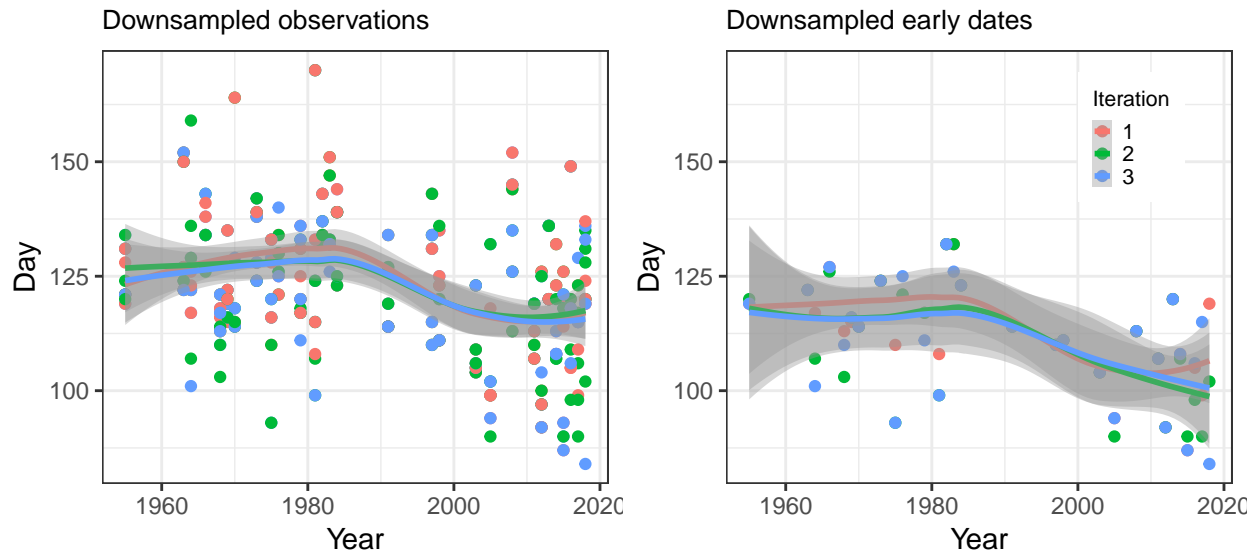 Downsampled observations
Downsampled early dates
Day
150
125
100
1960
1980
2000
2020
Year
Day
150
125
100
1960
1980
2000
2020
Year
Iteration
1
2
3